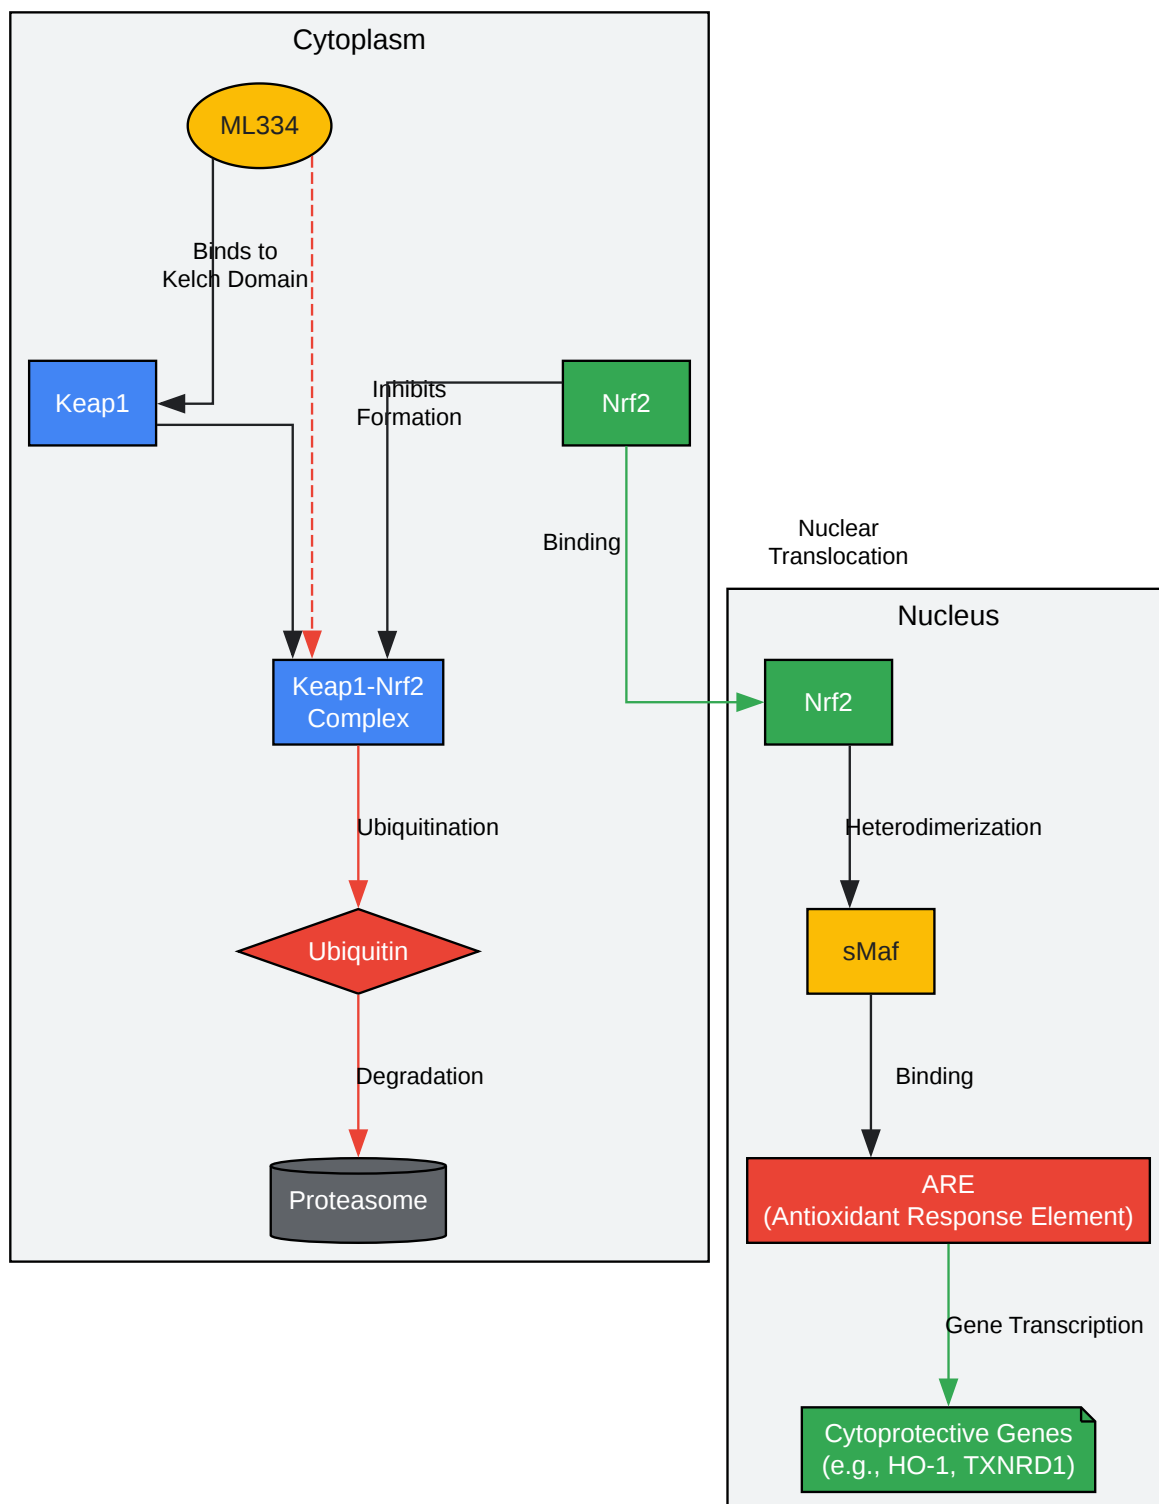 Cytoplasm
ML334
Binds to
Kelch Domain
Keap1
Inhibits
Formation
Nrf2
Binding
Nuclear
Translocation
Nucleus
Keap1-Nrf2
Complex
Nrf2
Ubiquitination
Heterodimerization
Ubiquitin
sMaf
Degradation
Binding
Proteasome
ARE
(Antioxidant Response Element)
Gene Transcription
Cytoprotective Genes
(e.g., HO-1, TXNRD1)